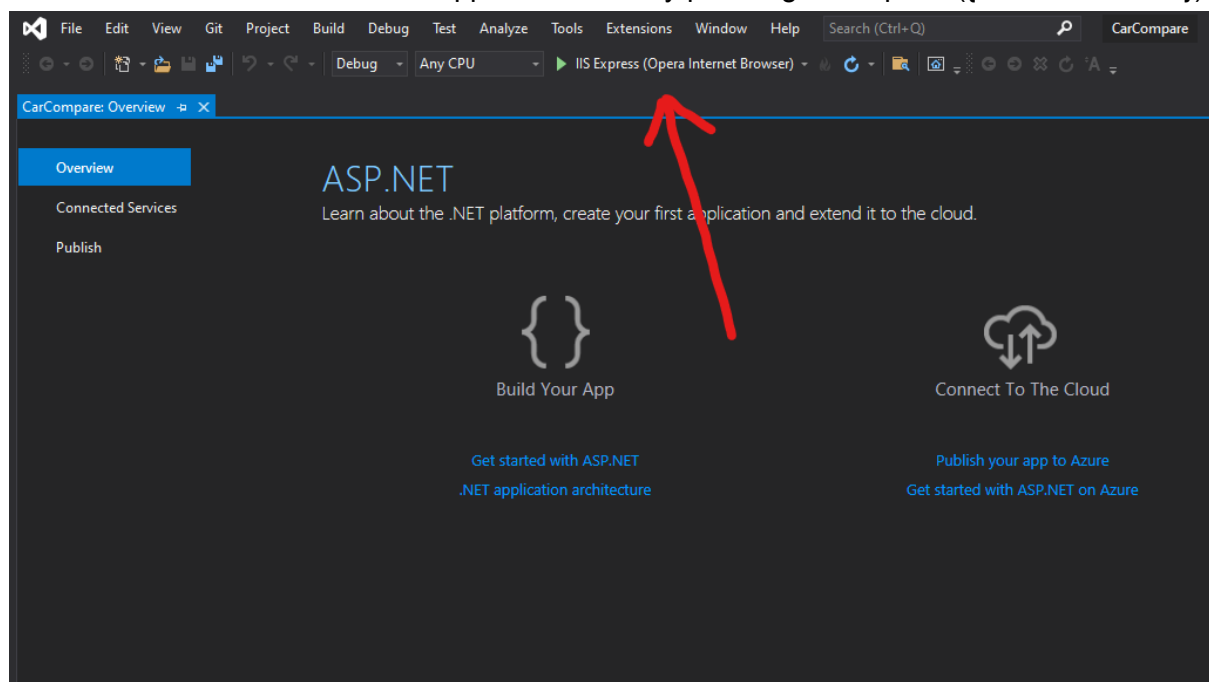 File Edit View Git Project Build Debug Test Analyze Tools Extensions Window Help Search (Ctrl+Q) CarCompare
Debug Any CPU IIS Express (Opera Internet Browser)
CarCompare: Overview
Overview
ASP.NET
Connected Services
Learn about the .NET platform, create your first application and extend it to the cloud.
Publish
Build Your App
Connect To The Cloud
Get started with ASP.NET
Publish your app to Azure
.NET application architecture
Get started with ASP.NET on Azure